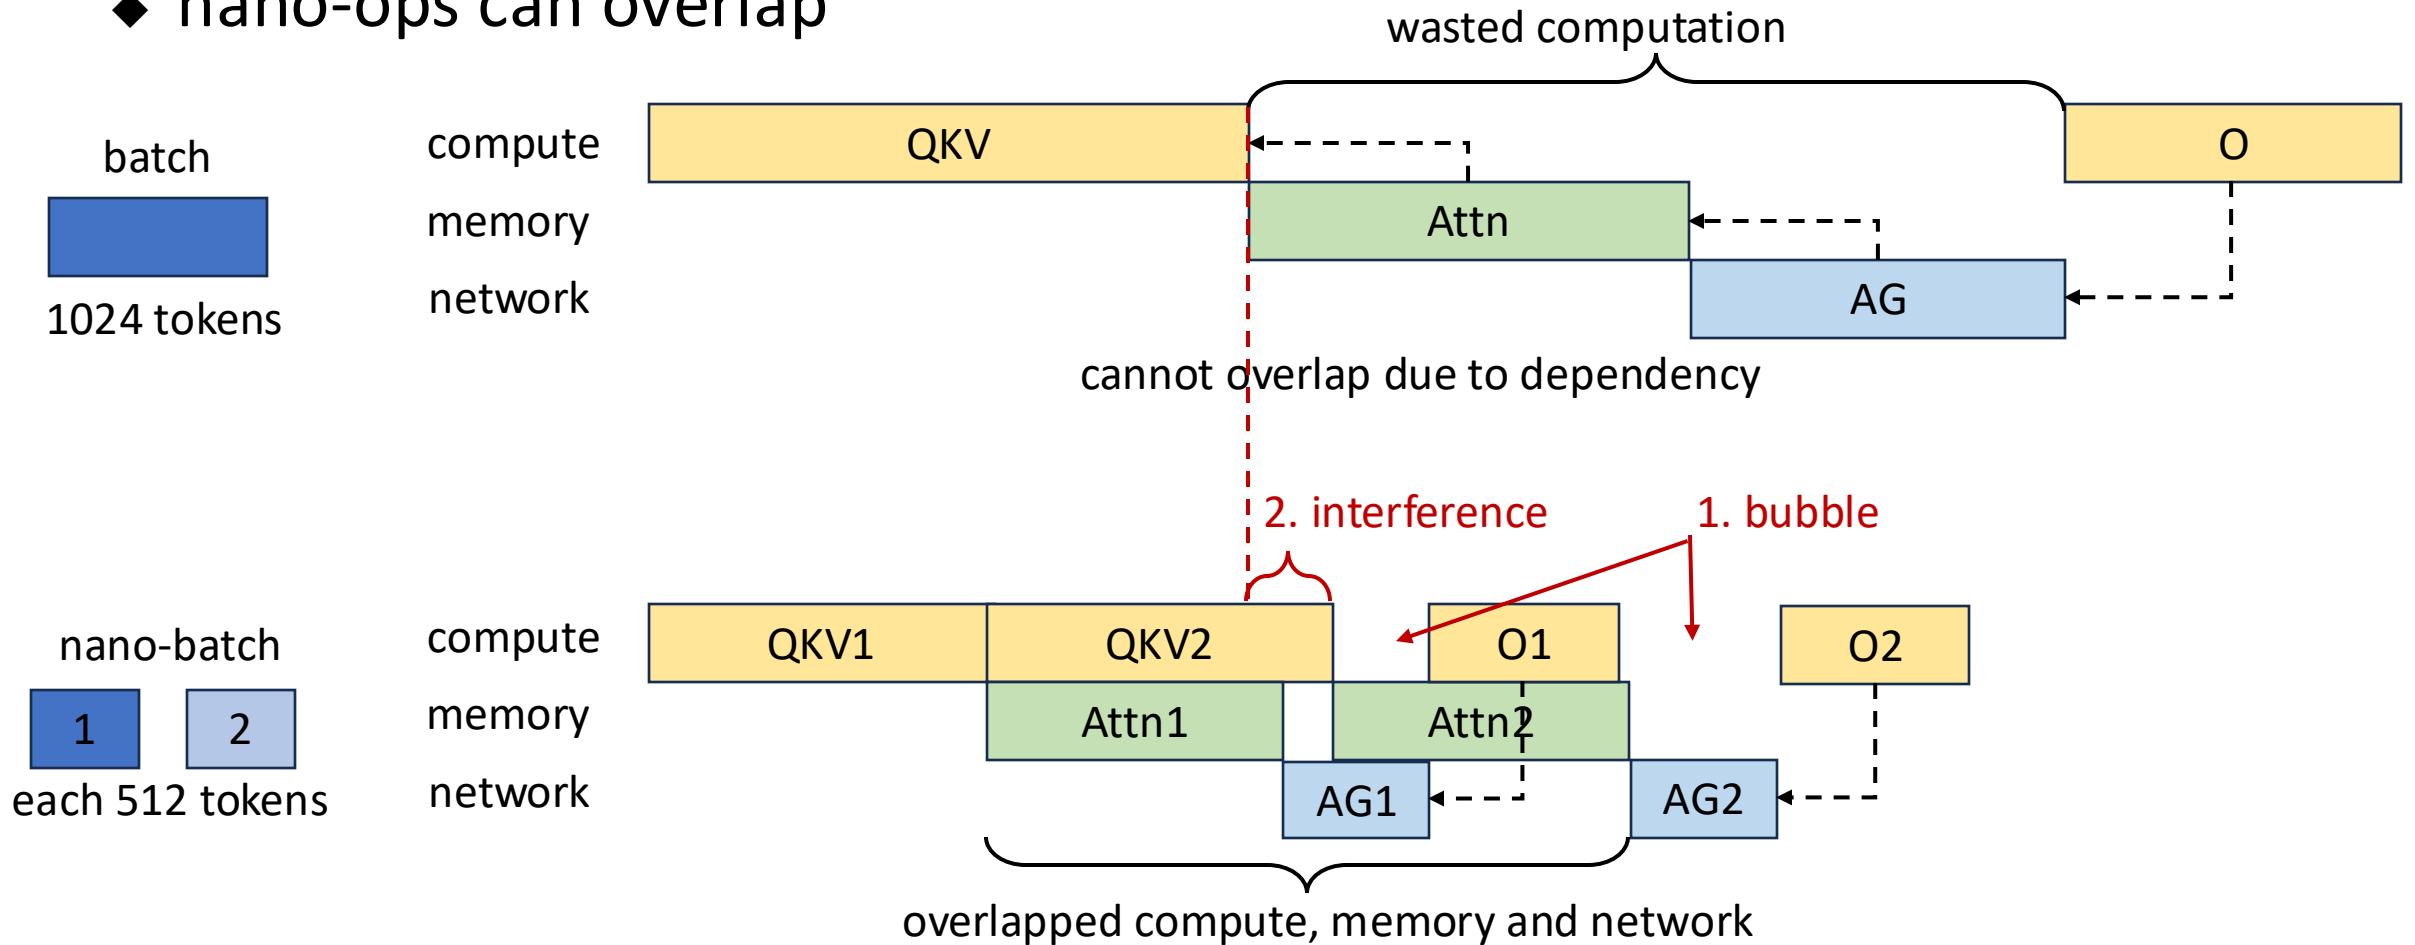 ◆ nano-ops can overlap
wasted computation
batch
1024 tokens
compute
memory
network
QKV
Attn
AG
O
cannot overlap due to dependency
2. interference
1. bubble
nano-batch
1
2
each 512 tokens
compute
memory
network
QKV1
QKV2
O1
O2
Attn1
Attn2
AG1
AG2
overlapped compute, memory and network